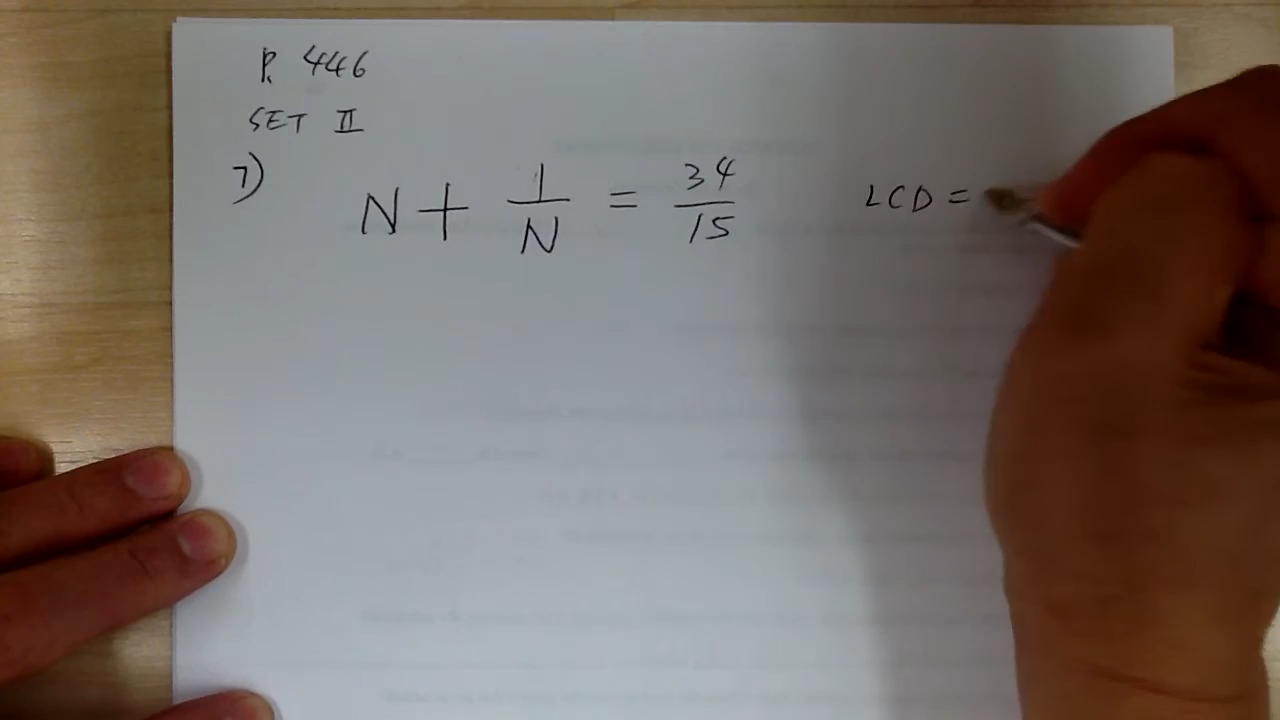 P. 446
SET II
7) N + 1/N = 34/15 LCD =